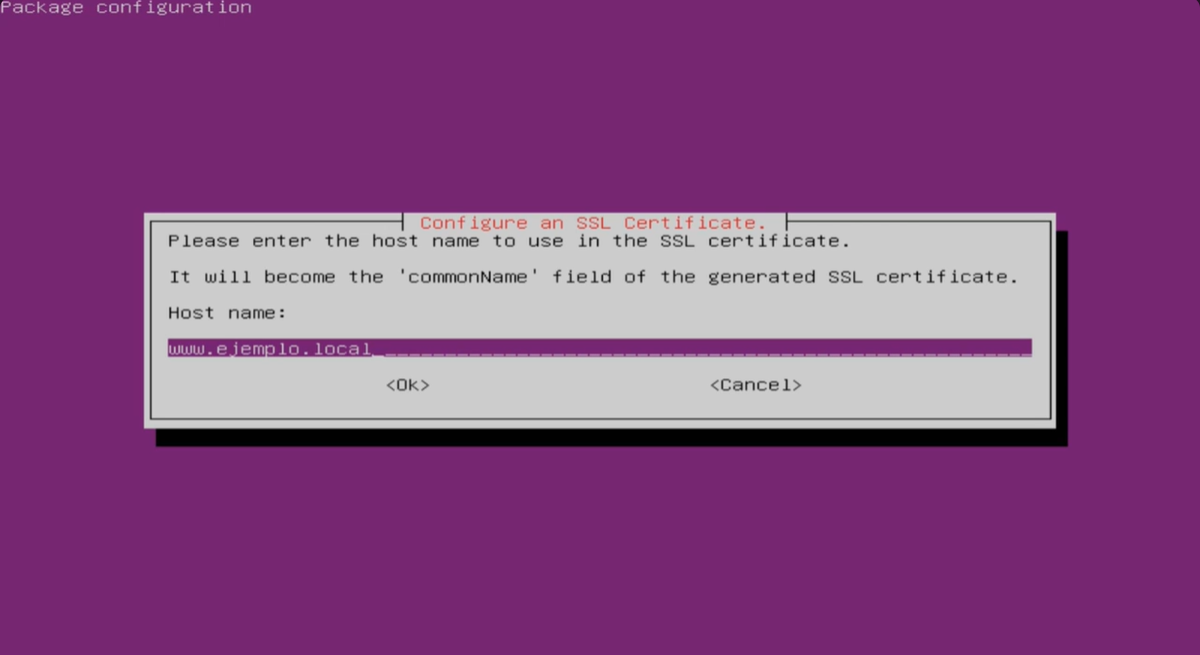 Package configuration
Configure an SSL Certificate.
Please enter the host name to use in the SSL certificate.
It will become the 'commonName' field of the generated SSL certificate.
Host name:
www.ejemplo.local
<Ok> <Cancel>